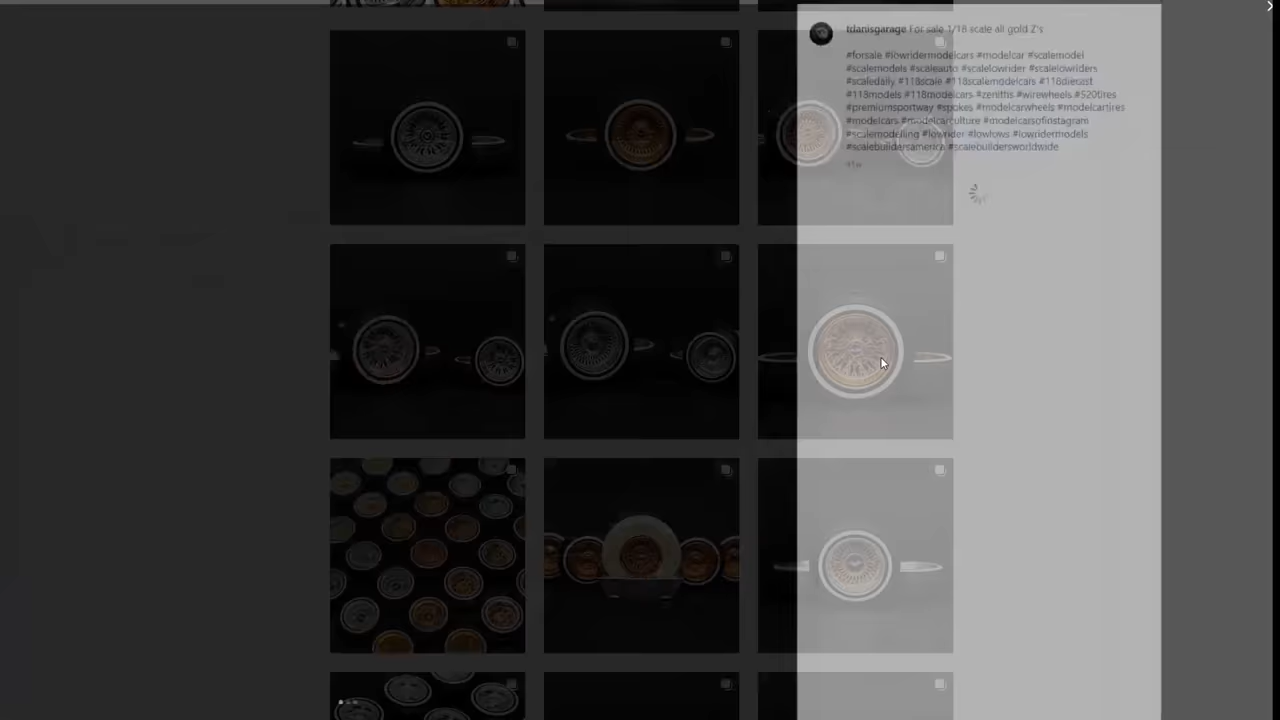 tdanisgarage For sale 1/18 scale all gold Z's
#forsale #lowridermodelcars #modelcar #scalemodel
#scalemodels #scaleauto #scalelowrider #scalelowriders
#scaledaily #118scale #118scalemodelcars #118diecast
#118models #118modelcars #zeniths #wirewheels #520tires
#premiumsportway #spokes #modelcarwheels #modelcartires
#modelcars #modelcarculture #modelcarsofinstagram
#scalemodelling #lowrider #lowlows #lowridermodels
#scalebuildersamerica #scalebuildersworldwide